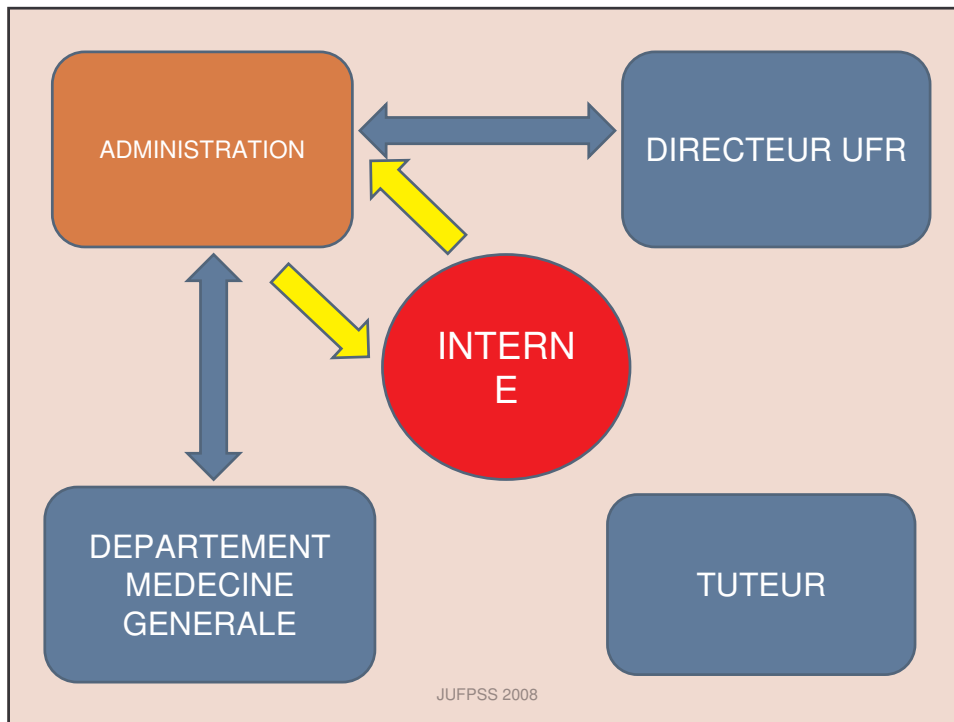 ADMINISTRATION
DIRECTEUR UFR
INTERN
E
DEPARTEMENT
MEDECINE
GENERALE
TUTEUR
JUFPSS 2008